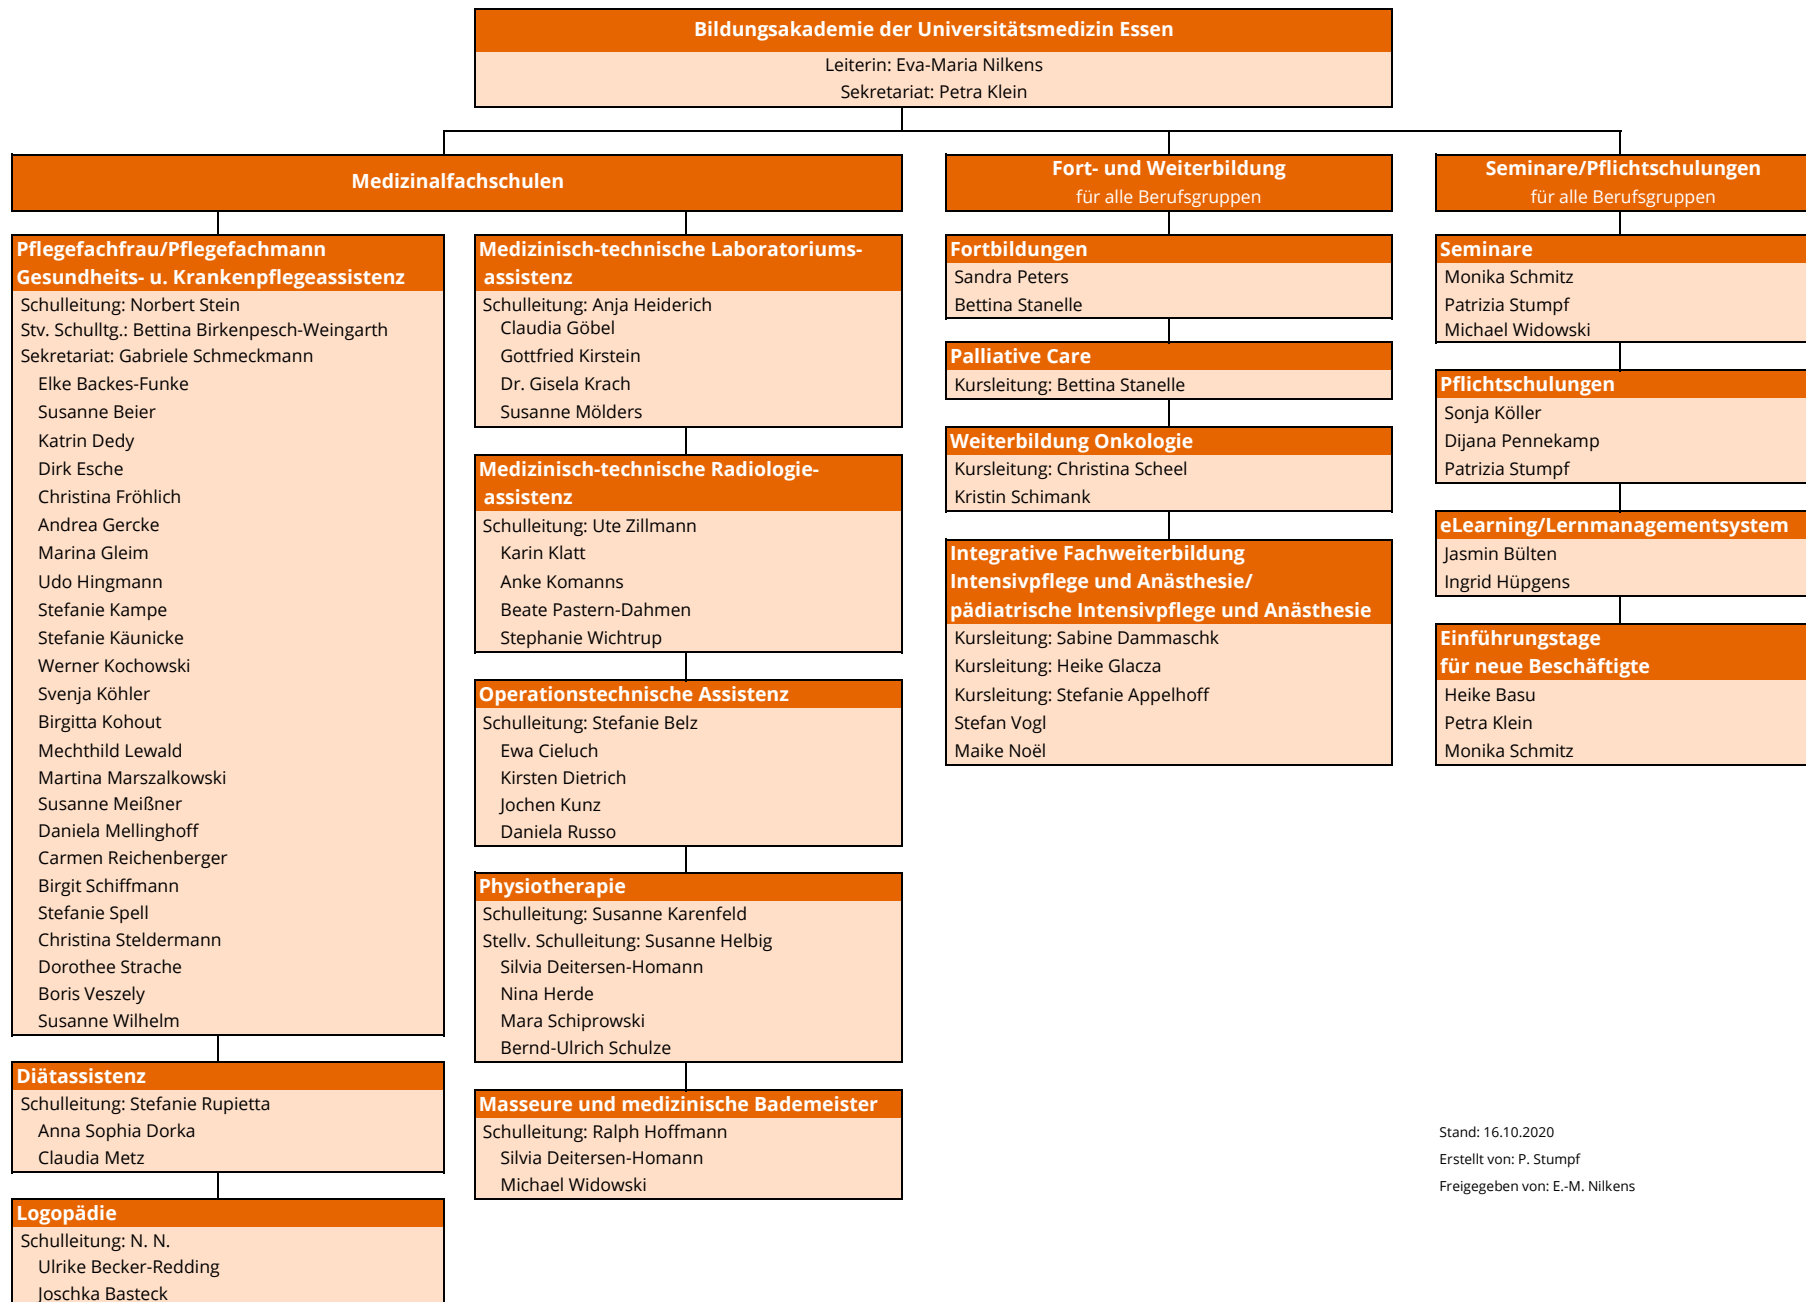 Bildungsakademie der Universitätsmedizin Essen
Leiterin: Eva-Maria Nilkens
Sekretariat: Petra Klein
Medizinalfachschulen
Pflegefachfrau/Pflegefachmann
Gesundheits- u. Krankenpflegeassistenz
Schulleitung: Norbert Stein
Stv. Schulltg.: Bettina Birkenpesch-Weingarth
Sekretariat: Gabriele Schmeckmann
Elke Backes-Funke
Susanne Beier
Katrin Dedy
Dirk Esche
Christina Fröhlich
Andrea Gercke
Marina Gleim
Udo Hingmann
Stefanie Kampe
Stefanie Käunicke
Werner Kochowski
Svenja Köhler
Birgitta Kohout
Mechthild Lewald
Martina Marszalkowski
Susanne Meißner
Daniela Mellinghoff
Carmen Reichenberger
Birgit Schiffmann
Stefanie Spell
Christina Steldermann
Dorothee Strache
Boris Veszely
Susanne Wilhelm
Diätassistenz
Schulleitung: Stefanie Rupietta
Anna Sophia Dorka
Claudia Metz
Logopädie
Schulleitung: N. N.
Ulrike Becker-Redding
Joschka Basteck
Medizinisch-technische Laboratoriums-
assistenz
Schulleitung: Anja Heiderich
Claudia Göbel
Gottfried Kirstein
Dr. Gisela Krach
Susanne Mölders
Medizinisch-technische Radiologie-
assistenz
Schulleitung: Ute Zillmann
Karin Klatt
Anke Komanns
Beate Pastern-Dahmen
Stephanie Wichtrup
Operationstechnische Assistenz
Schulleitung: Stefanie Belz
Ewa Cieluch
Kirsten Dietrich
Jochen Kunz
Daniela Russo
Physiotherapie
Schulleitung: Susanne Karenfeld
Stellv. Schulleitung: Susanne Helbig
Silvia Deitersen-Homann
Nina Herde
Mara Schiprowski
Bernd-Ulrich Schulze
Masseure und medizinische Bademeister
Schulleitung: Ralph Hoffmann
Silvia Deitersen-Homann
Michael Widowski
Fort- und Weiterbildung
für alle Berufsgruppen
Fortbildungen
Sandra Peters
Bettina Stanelle
Palliative Care
Kursleitung: Bettina Stanelle
Weiterbildung Onkologie
Kursleitung: Christina Scheel
Kristin Schimank
Integrative Fachweiterbildung
Intensivpflege und Anästhesie/
pädiatrische Intensivpflege und Anästhesie
Kursleitung: Sabine Dammaschk
Kursleitung: Heike Glacza
Kursleitung: Stefanie Appelhoff
Stefan Vogl
Maike Noël
Seminare/Pflichtschulungen
für alle Berufsgruppen
Seminare
Monika Schmitz
Patrizia Stumpf
Michael Widowski
Pflichtschulungen
Sonja Köller
Dijana Pennekamp
Patrizia Stumpf
eLearning/Lernmanagementsystem
Jasmin Bülten
Ingrid Hüpgens
Einführungstage
für neue Beschäftigte
Heike Basu
Petra Klein
Monika Schmitz
Stand: 16.10.2020
Erstellt von: P. Stumpf
Freigegeben von: E.-M. Nilkens